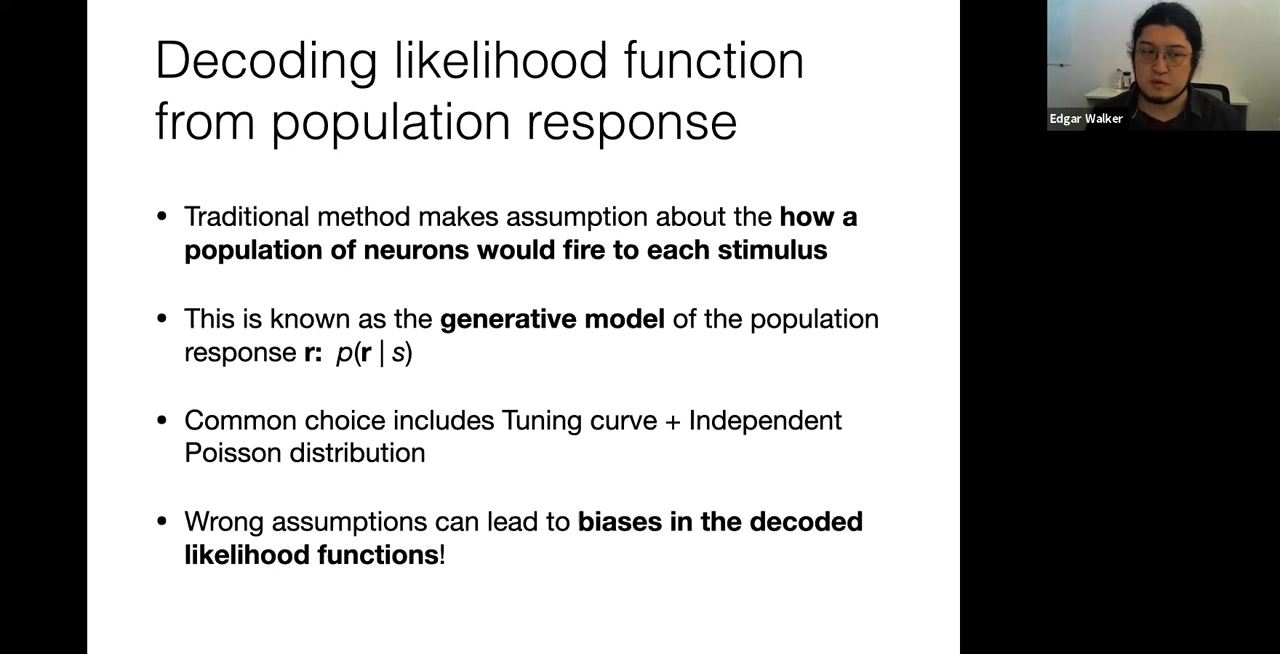 Decoding likelihood function
from population response
• Traditional method makes assumption about the how a
population of neurons would fire to each stimulus
• This is known as the generative model of the population
response r: p(r | s)
• Common choice includes Tuning curve + Independent
Poisson distribution
• Wrong assumptions can lead to biases in the decoded
likelihood functions!
Edgar Walker